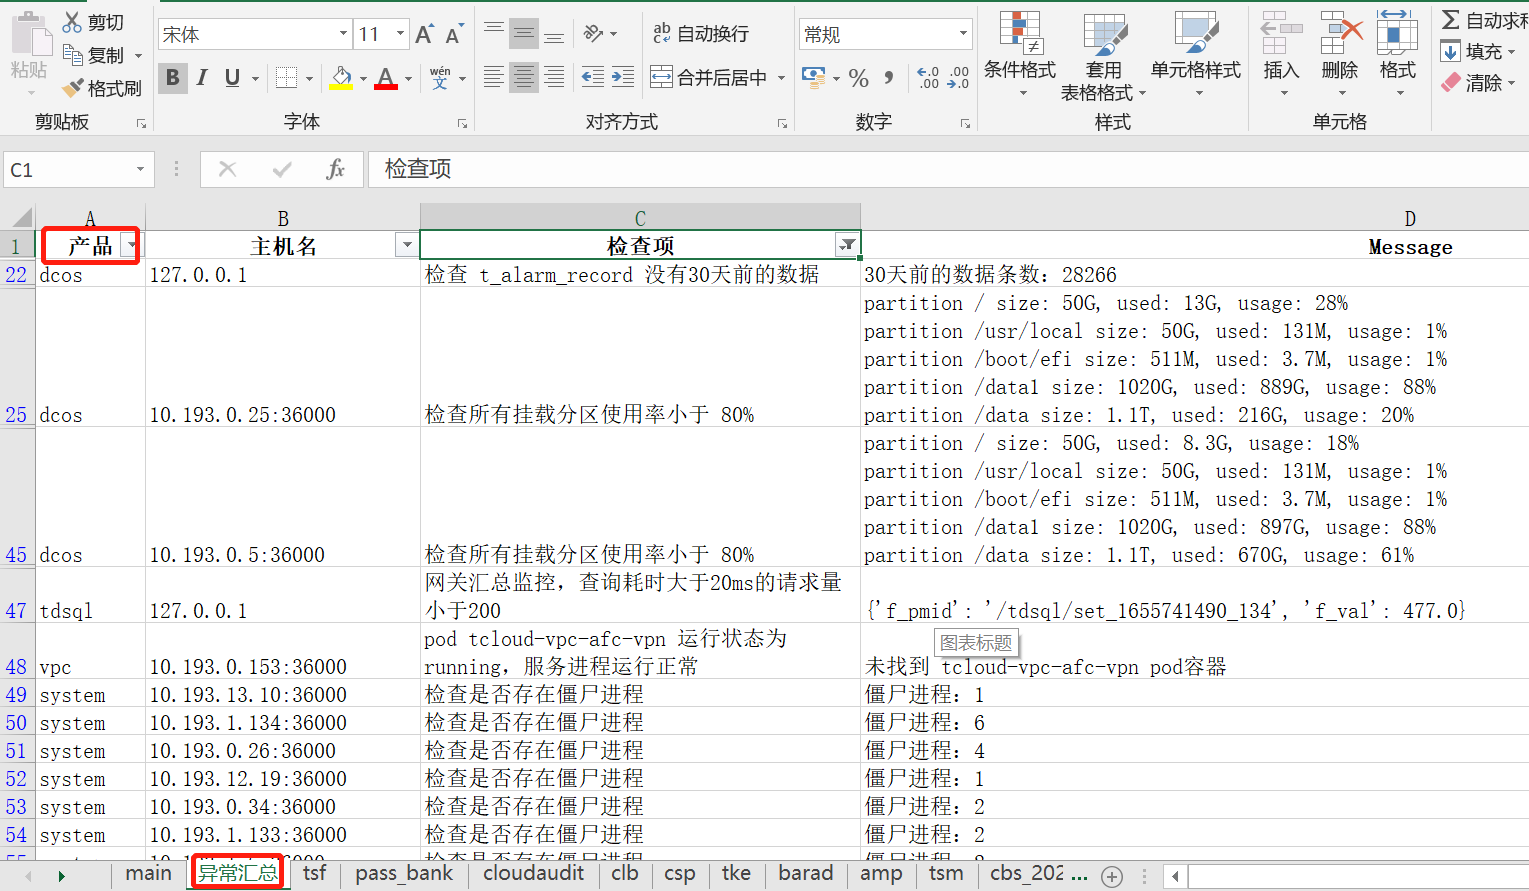 剪切
复制
格式刷
粘贴
剪贴板
宋体
11
A A
B I U
A
wén
文
字体
ab
自动换行
合并后居中
对齐方式
常规
% ,
←.0 .00
.00 →.0
数字
条件格式
套用
表格格式
单元格样式
样式
插入
删除
格式
单元格
Σ 自动求和
填充
清除
C1
fx
检查项
A B C D
1 产品 主机名 检查项 Message
22 dcos 127.0.0.1 检查 t_alarm_record 没有30天前的数据 30天前的数据条数: 28266
partition / size: 50G, used: 13G, usage: 28%
partition /usr/local size: 50G, used: 131M, usage: 1%
partition /boot/efi size: 511M, used: 3.7M, usage: 1%
partition /data1 size: 1020G, used: 889G, usage: 88%
25 dcos 10.193.0.25:36000 检查所有挂载分区使用率小于 80% partition /data size: 1.1T, used: 216G, usage: 20%
partition / size: 50G, used: 8.3G, usage: 18%
partition /usr/local size: 50G, used: 131M, usage: 1%
partition /boot/efi size: 511M, used: 3.7M, usage: 1%
partition /data1 size: 1020G, used: 897G, usage: 88%
45 dcos 10.193.0.5:36000 检查所有挂载分区使用率小于 80% partition /data size: 1.1T, used: 670G, usage: 61%
网关汇总监控，查询耗时大于20ms的请求量
47 tdsql 127.0.0.1 小于200 {'f_pmid': '/tdsql/set_1655741490_134', 'f_val': 477.0}
pod tcloud-vpc-afc-vpn 运行状态为
图表标题
48 vpc 10.193.0.153:36000 running，服务进程运行正常 未找到 tcloud-vpc-afc-vpn pod容器
49 system 10.193.13.10:36000 检查是否存在僵尸进程 僵尸进程: 1
50 system 10.193.1.134:36000 检查是否存在僵尸进程 僵尸进程: 6
51 system 10.193.0.26:36000 检查是否存在僵尸进程 僵尸进程: 4
52 system 10.193.12.19:36000 检查是否存在僵尸进程 僵尸进程: 1
53 system 10.193.0.34:36000 检查是否存在僵尸进程 僵尸进程: 2
54 system 10.193.1.133:36000 检查是否存在僵尸进程 僵尸进程: 2
main 异常汇总 tsf pass_bank cloudaudit clb csp tke barad amp tsm cbs_202 ...